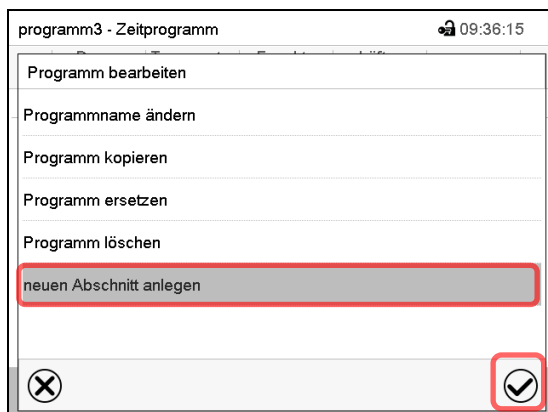 programm3 - Zeitprogramm 09:36:15
Programm bearbeiten
Programmname ändern
Programm kopieren
Programm ersetzen
Programm löschen
neuen Abschnitt anlegen